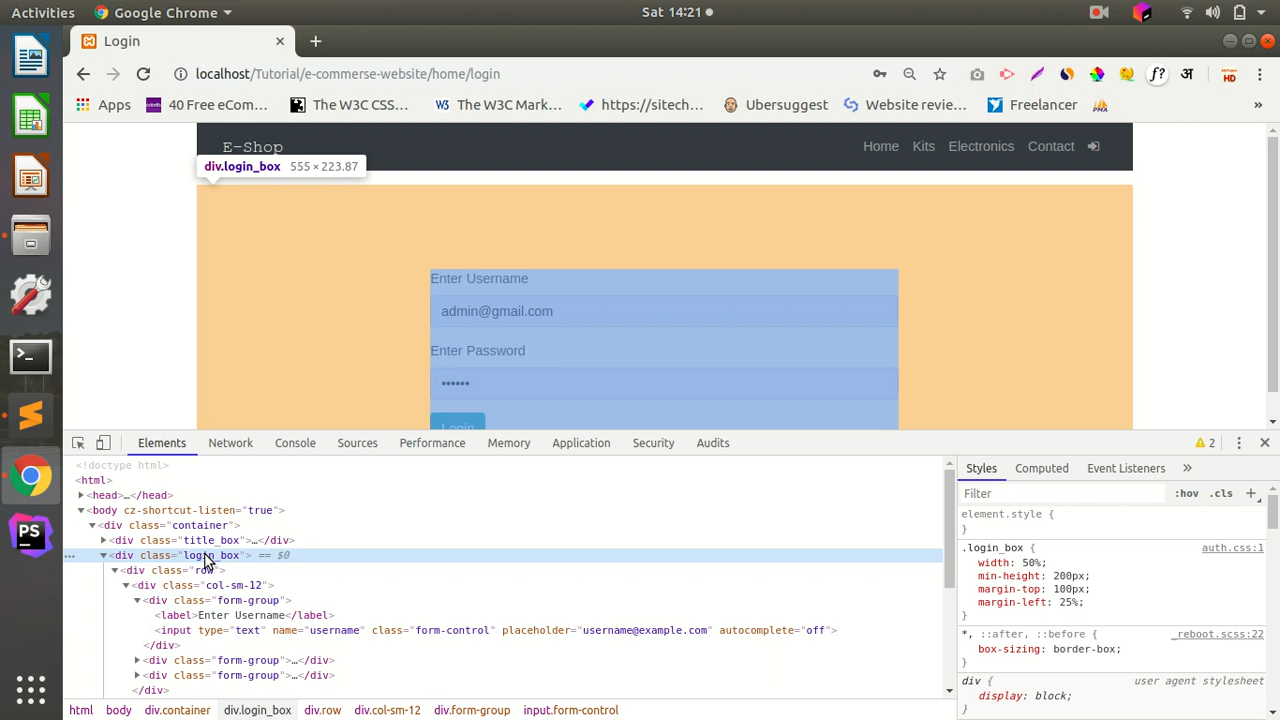 Activities Google Chrome Sat 14:21
Login
localhost/Tutorial/e-commerse-website/home/login
Apps 40 Free eCom... The W3C CSS... The W3C Mark... https://sitech... Ubersuggest Website revie... Freelancer »
E-Shop Home Kits Electronics Contact
div.login_box 555 × 223.87
Enter Username
admin@gmail.com
Enter Password
••••••
Login
Elements Network Console Sources Performance Memory Application Security Audits 2
<!doctype html>
<html>
<head>…</head>
<body cz-shortcut-listen="true">
<div class="container">
<div class="title_box">…</div>
<div class="login_box"> == $0
<div class="row">
<div class="col-sm-12">
<div class="form-group">
<label>Enter Username</label>
<input type="text" name="username" class="form-control" placeholder="username@example.com" autocomplete="off">
</div>
<div class="form-group">…</div>
<div class="form-group">…</div>
</div>
html body div.container div.login_box div.row div.col-sm-12 div.form-group input.form-control
Styles Computed Event Listeners »
Filter :hov .cls +
element.style {
}
.login_box { auth.css:1
width: 50%;
min-height: 200px;
margin-top: 100px;
margin-left: 25%;
}
*, ::after, ::before { _reboot.scss:22
box-sizing: border-box;
}
div { user agent stylesheet
display: block;